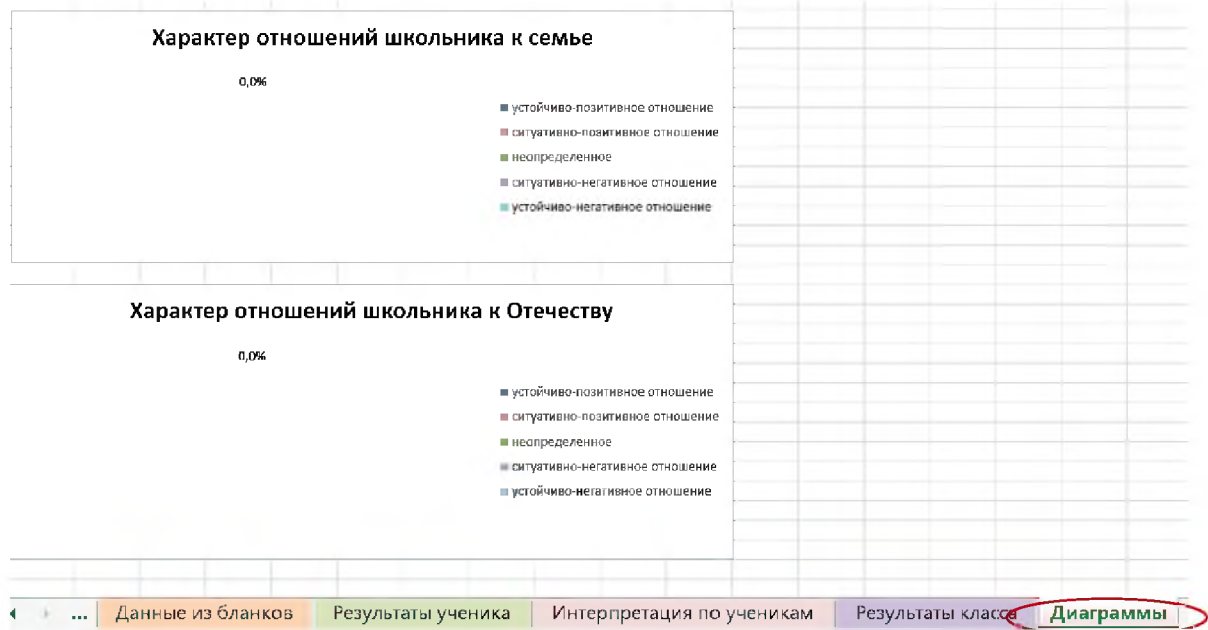 Характер отношений школьника к семье
0,0%
устойчиво-позитивное отношение
ситуативно-позитивное отношение
неопределенное
ситуативно-негативное отношение
устойчиво-негативное отношение
Характер отношений школьника к Отечеству
0,0%
устойчиво-позитивное отношение
ситуативно-позитивное отношение
неопределенное
ситуативно-негативное отношение
устойчиво-негативное отношение
... Данные из бланков Результаты ученика Интерпретация по ученикам Результаты класса Диаграммы